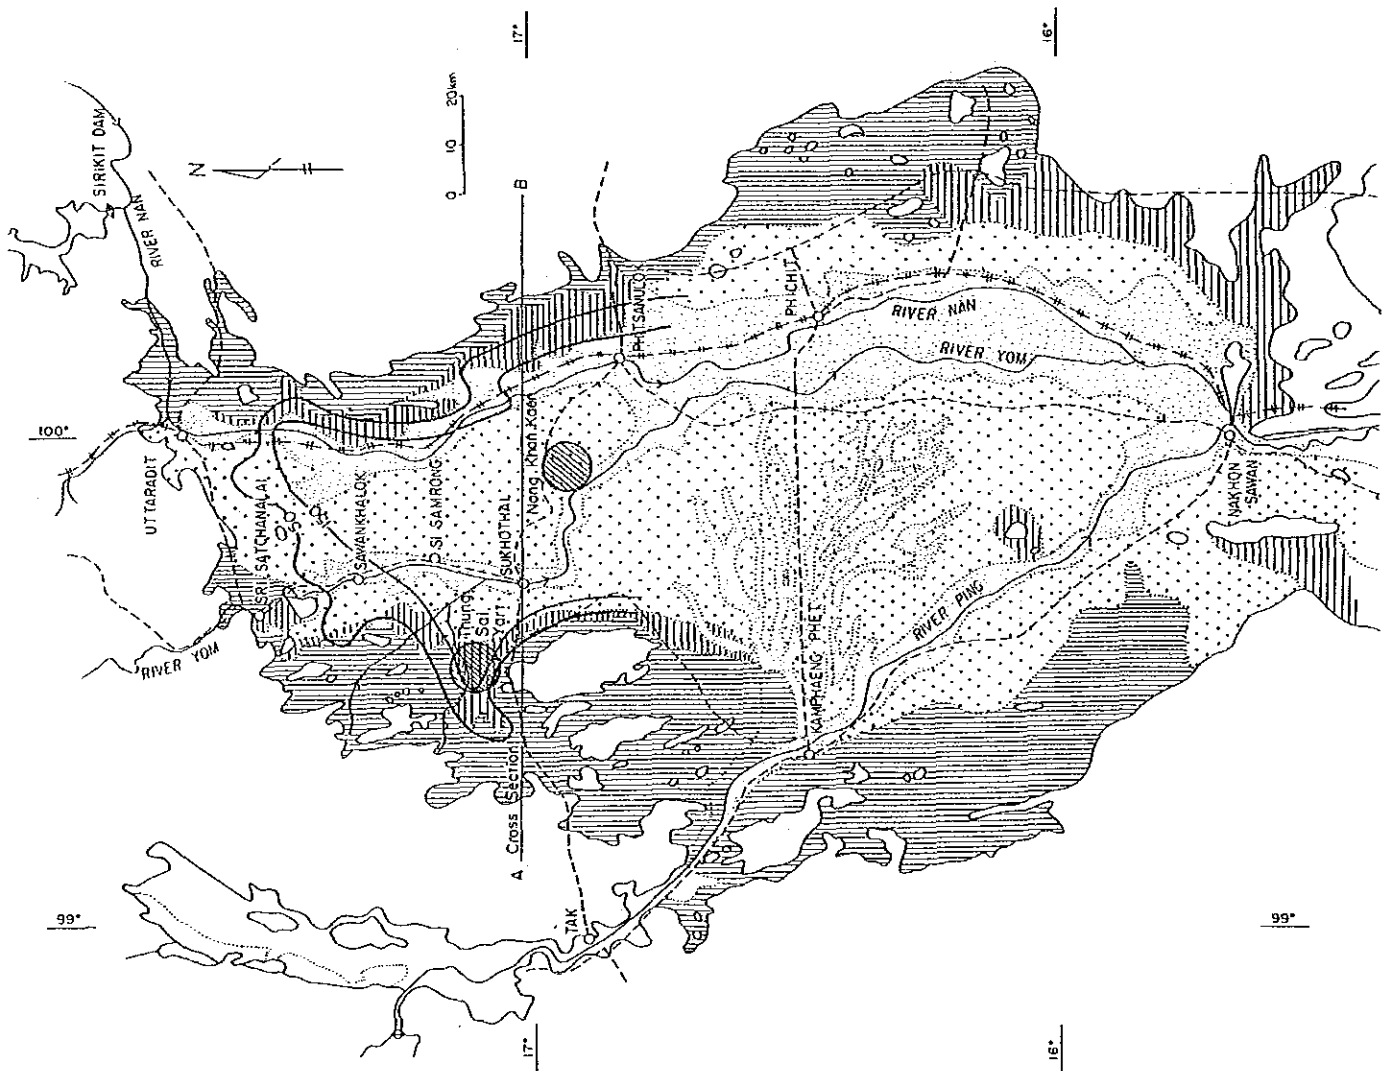 17°
16°
20km
10
0
N
SIRIKIT DAM
RIVER NAN
B
PHITSANULOK
PHICHIT
RIVER NAN
RIVER YOM
100°
UTTARADIT
SRI SATCHANALAI
SAWANKHALOK
SI SAMRONG
SUKHOTHAI
Nong Khan Kaen
NAKHON
SAWAN
RIVER YOM
Thung
Sai
Yart
50
KAMPHAENG PHET
RIVER PING
A
Cross Section
TAK
99°
99°
17°
16°